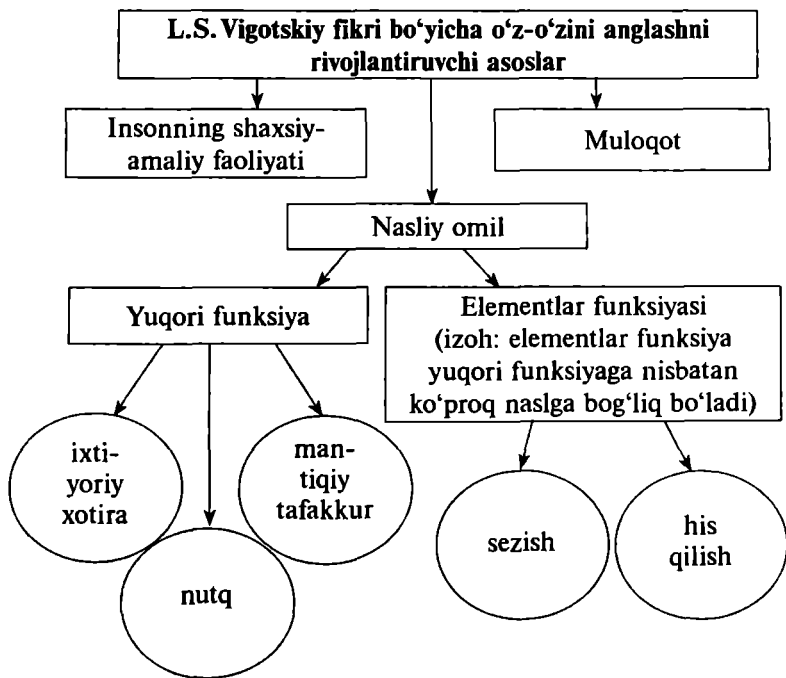 L.S. Vigotskiy fikri bo‘yicha o‘z-o‘zini anglashni
rivojlantiruvchi asoslar
Insonning shaxsiy-
amaliy faoliyati
Muloqot
Nasliy omil
Yuqori funksiya
Elementlar funksiyasi
(izoh: elementlar funksiya
yuqori funksiyaga nisbatan
ko‘proq naslga bog‘liq bo‘ladi)
ixti-
yoriy
xotira
nutq
man-
tiqiy
tafakkur
sezish
his
qilish